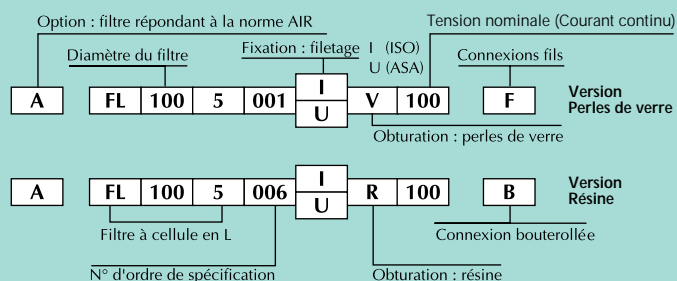 Option : filtre répondant à la norme AIR
Tension nominale (Courant continu)
Diamètre du filtre
Fixation : filetage I (ISO)
U (ASA)
Connexions fils
A FL 100 5 001 I U V 100 F
Version
Perles de verre
Obturation : perles de verre
A FL 100 5 006 I U R 100 B
Version
Résine
Filtre à cellule en L
Connexion bouterollée
N° d'ordre de spécification
Obturation : résine